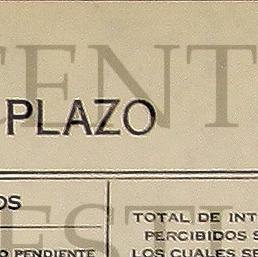 PLAZO
OS
TOTAL DE INT
PERCIBIDOS S
O PENDIENTE
LOS CUALES SE